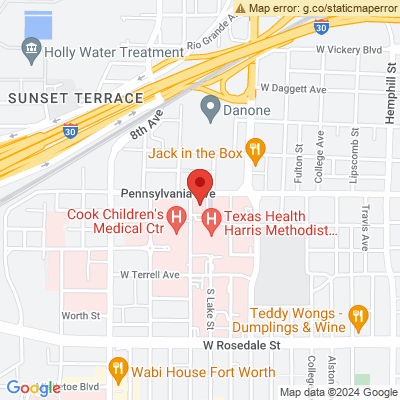 Map error: g.co/staticmaperror
Rio Grande A
30
W Vickery Blvd
Holly Water Treatment
Hemphill St
W Daggett Ave
SUNSET TERRACE
8th Ave
Danone
30
Fulton St
College Ave
Lipscomb St
Jack in the Box
Pennsylvania Ave
Cook Children's
Medical Ctr
Texas Health
Harris Methodist...
Travis Ave
W Terrell Ave
S Lake St
Worth St
Teddy Wongs -
Dumplings & Wine
W Rosedale St
Wabi House Fort Worth
College
Alston
Google
toe Blvd
Map data ©2024 Google